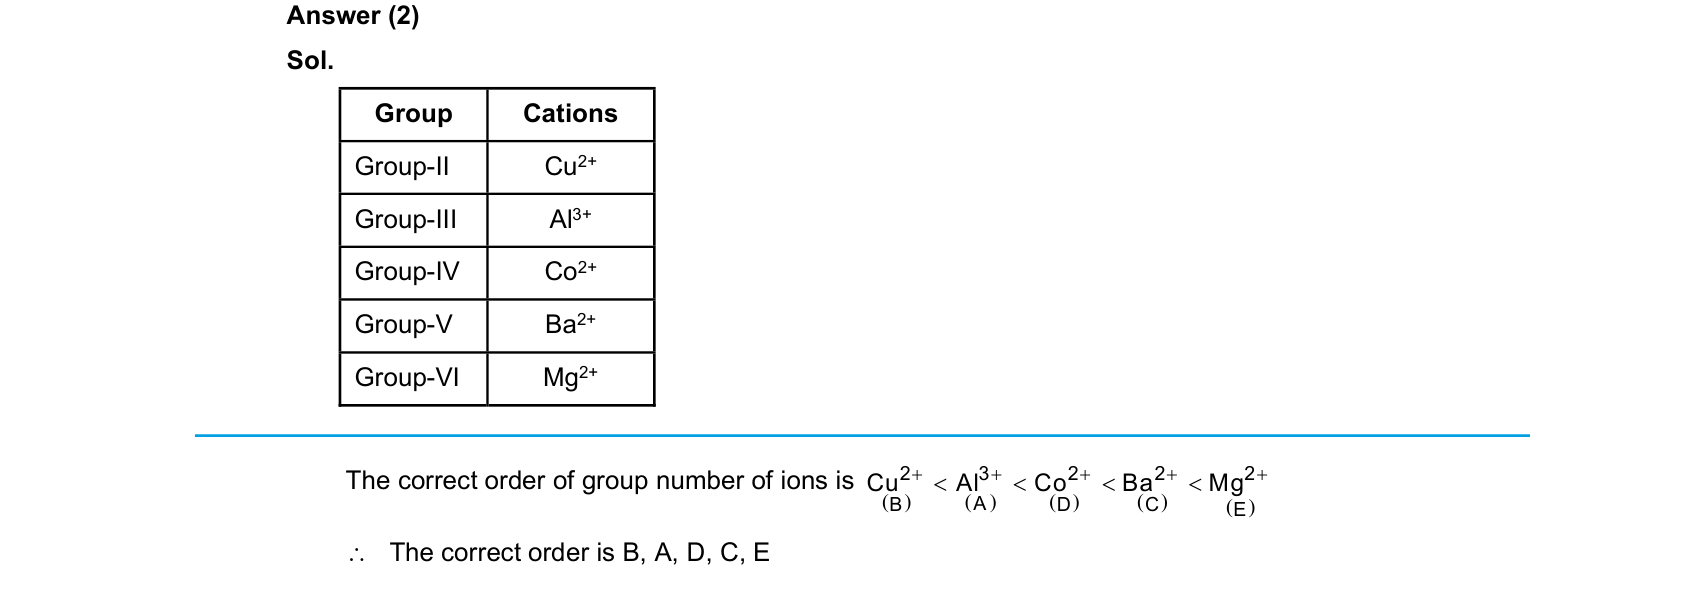 Answer (2)
Sol.
Group Cations
Group-II Cu²⁺
Group-III Al³⁺
Group-IV Co²⁺
Group-V Ba²⁺
Group-VI Mg²⁺
The correct order of group number of ions is Cu²⁺ < Al³⁺ < Co²⁺ < Ba²⁺ < Mg²⁺
(B) (A) (D) (C) (E)
∴ The correct order is B, A, D, C, E